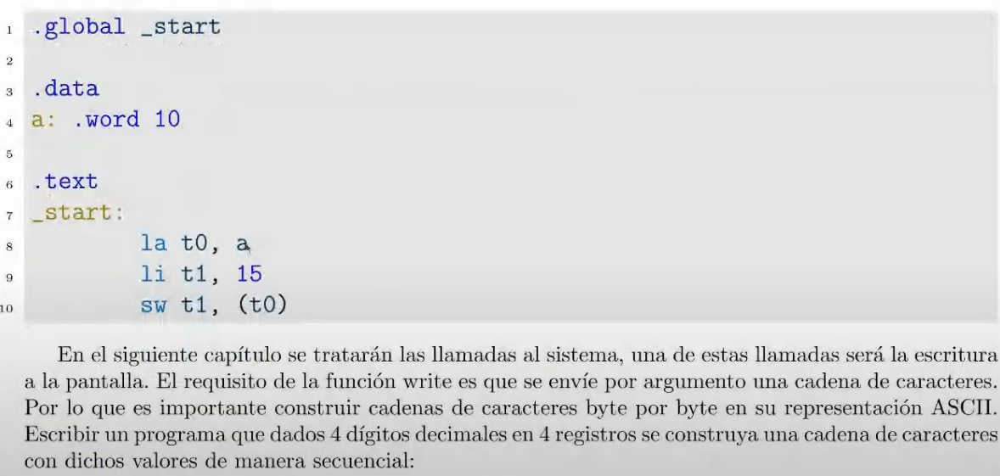 1 .global _start
2
3 .data
4 a: .word 10
5
6 .text
7 _start:
8 la t0, a
9 li t1, 15
10 sw t1, (t0)
En el siguiente capítulo se tratarán las llamadas al sistema, una de estas llamadas será la escritura
a la pantalla. El requisito de la función write es que se envíe por argumento una cadena de caracteres.
Por lo que es importante construir cadenas de caracteres byte por byte en su representación ASCII.
Escribir un programa que dados 4 dígitos decimales en 4 registros se construya una cadena de caracteres
con dichos valores de manera secuencial: